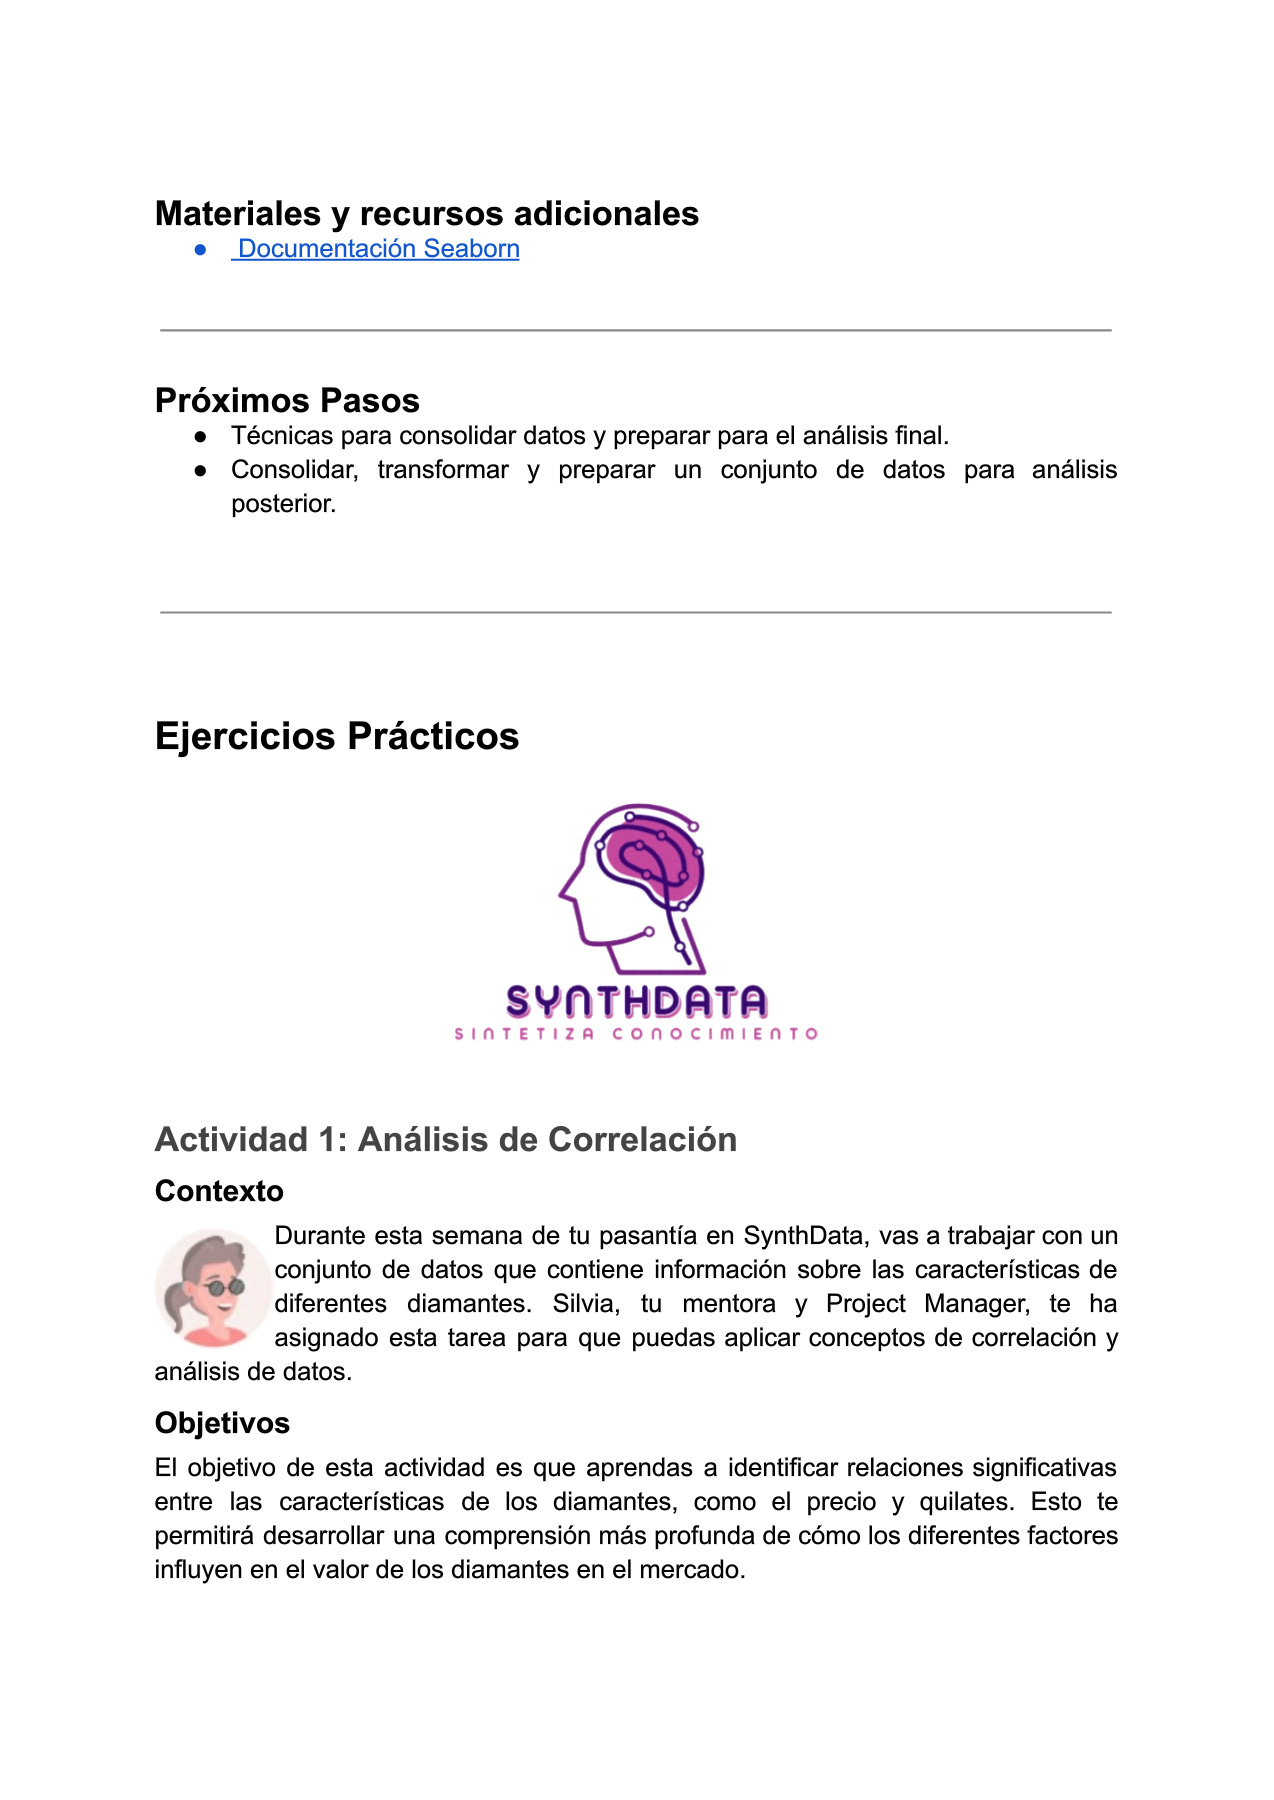 Materiales y recursos adicionales
● Documentación Seaborn
Próximos Pasos
● Técnicas para consolidar datos y preparar para el análisis final.
● Consolidar, transformar y preparar un conjunto de datos para análisis
posterior.
Ejercicios Prácticos
SYNTHDATA
SINTETIZA CONOCIMIENTO
Actividad 1: Análisis de Correlación
Contexto
Durante esta semana de tu pasantía en SynthData, vas a trabajar con un
conjunto de datos que contiene información sobre las características de
diferentes diamantes. Silvia, tu mentora y Project Manager, te ha
asignado esta tarea para que puedas aplicar conceptos de correlación y
análisis de datos.
Objetivos
El objetivo de esta actividad es que aprendas a identificar relaciones significativas
entre las características de los diamantes, como el precio y quilates. Esto te
permitirá desarrollar una comprensión más profunda de cómo los diferentes factores
influyen en el valor de los diamantes en el mercado.